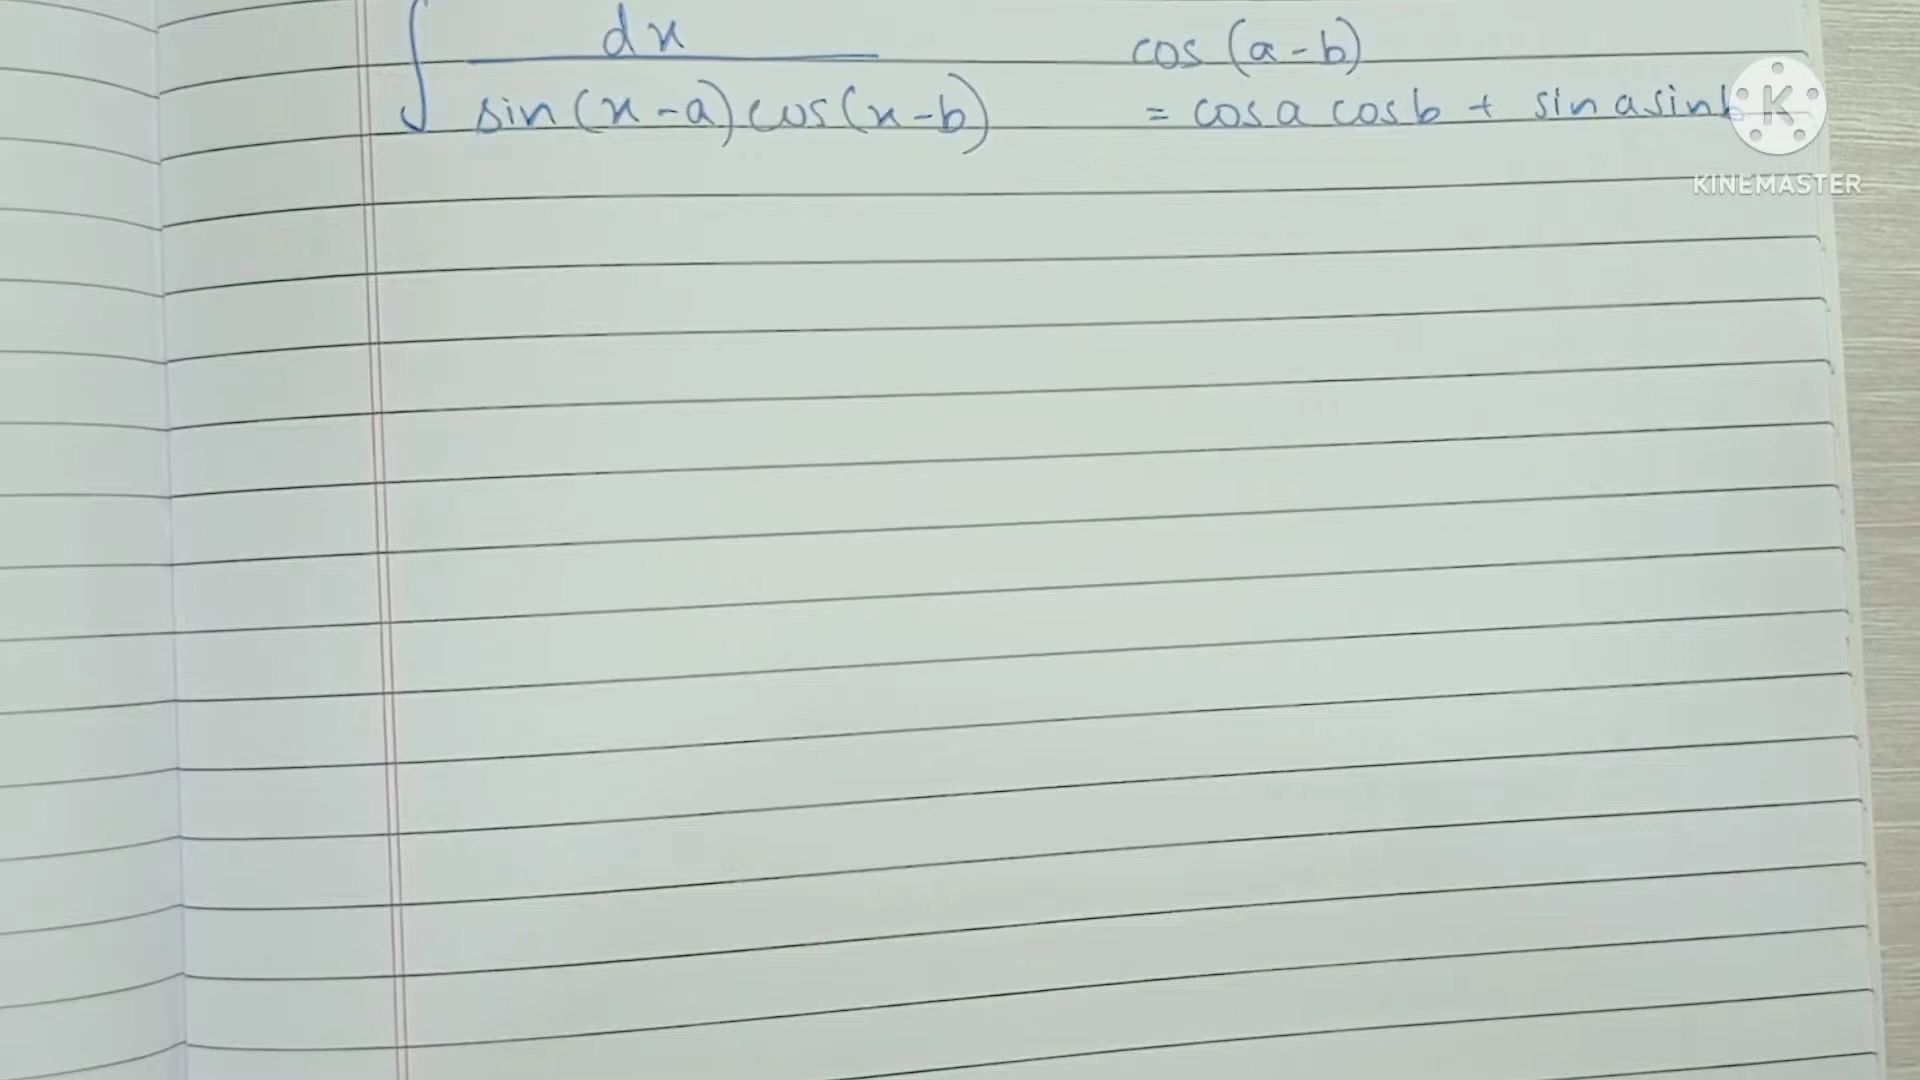 ∫ dx / sin(x-a) cos(x-b)
cos (a-b)
= cos a cos b + sin a sin b
KINEMASTER